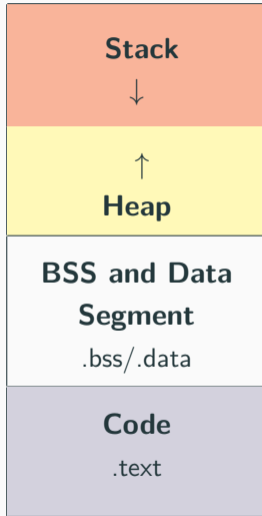 Stack
↓
↑
Heap
BSS and Data
Segment
.bss/.data
Code
.text